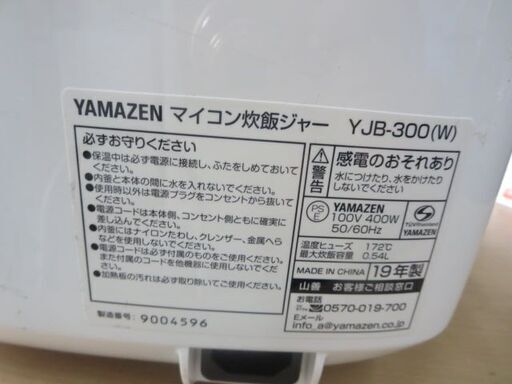 YAMAZEN マイコン炊飯ジャー YJB-300(W)
必ずお守りください
●保温中は必ず電源に接続し、ふたをしめておいて
ください。
●内釜と本体の間に水を入れないでください。
●使用時以外は電源プラグをコンセントから抜いて
ください。
●電源コードは本体側、コンセント側ともに確実に
差し込んでください。
●内釜にはナイロンたわし、クレンザー、金属へら
などを使用しないでください。
●電源コードは必ず付属のものをご使用ください。
また付属のコードを他機器に使用しないでください。
●加熱板の汚れは必ず取り除いてご使用ください。
製造番号: 9004596
警告
感電のおそれあり
水につけたり、水をかけたり
しないでください
PS
E
YAMAZEN
100V 400W
50/60Hz
YAMAZEN
温度ヒューズ 172℃
最大炊飯容量 0.54L
MADE IN CHINA 19年製
山善 お客様ご相談窓口
お電話
0570-019-700
Eメール
info_a@yamazen.co.jp